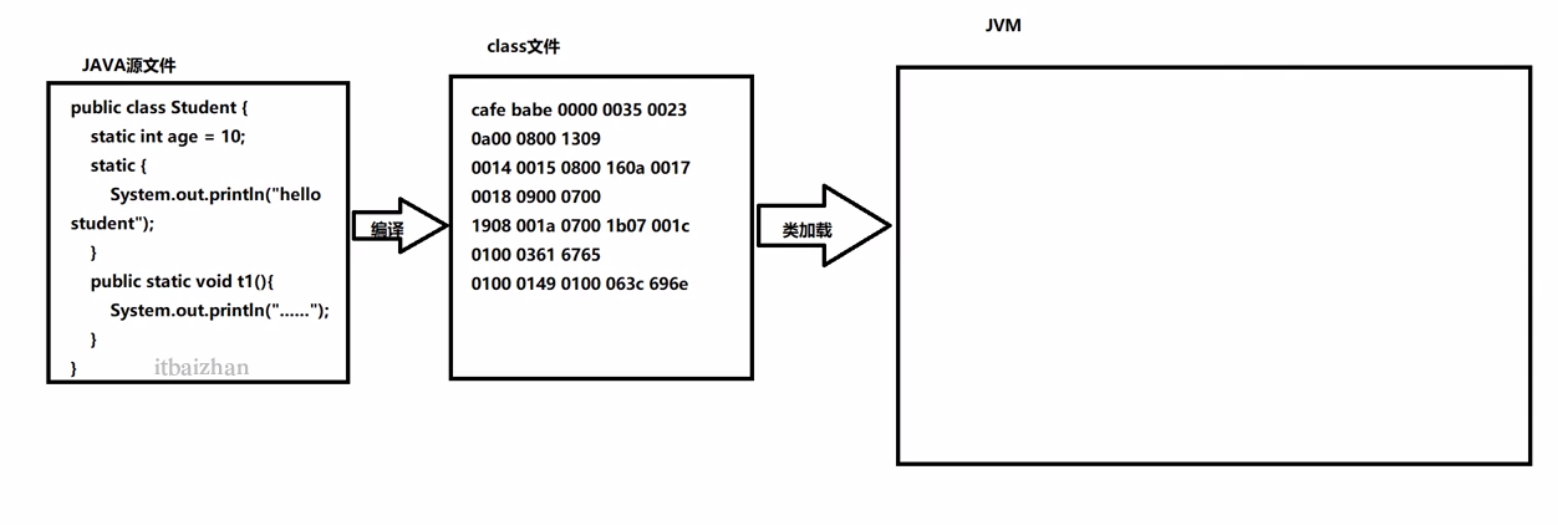 JAVA源文件
public class Student {
static int age = 10;
static {
System.out.println("hello
student");
}
public static void t1(){
System.out.println("......");
}
}
itbaizhan
编译
class文件
cafe babe 0000 0035 0023
0a00 0800 1309
0014 0015 0800 160a 0017
0018 0900 0700
1908 001a 0700 1b07 001c
0100 0361 6765
0100 0149 0100 063c 696e
类加载
JVM